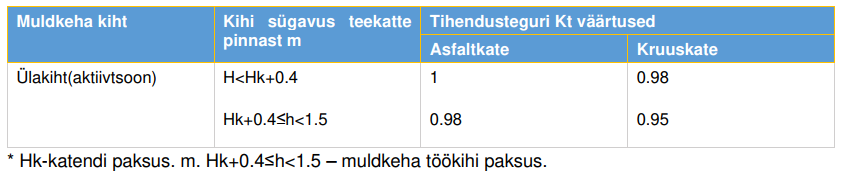 Muldkeha kiht Kihi sügavus teekatte pinnast m Tihendusteguri Kt väärtused
Asfaltkate Kruuskate
Ülakiht(aktiivtsoon) H<Hk+0.4 1 0.98
Hk+0.4≤h<1.5 0.98 0.95
* Hk-katendi paksus. m. Hk+0.4≤h<1.5 – muldkeha töökihi paksus.